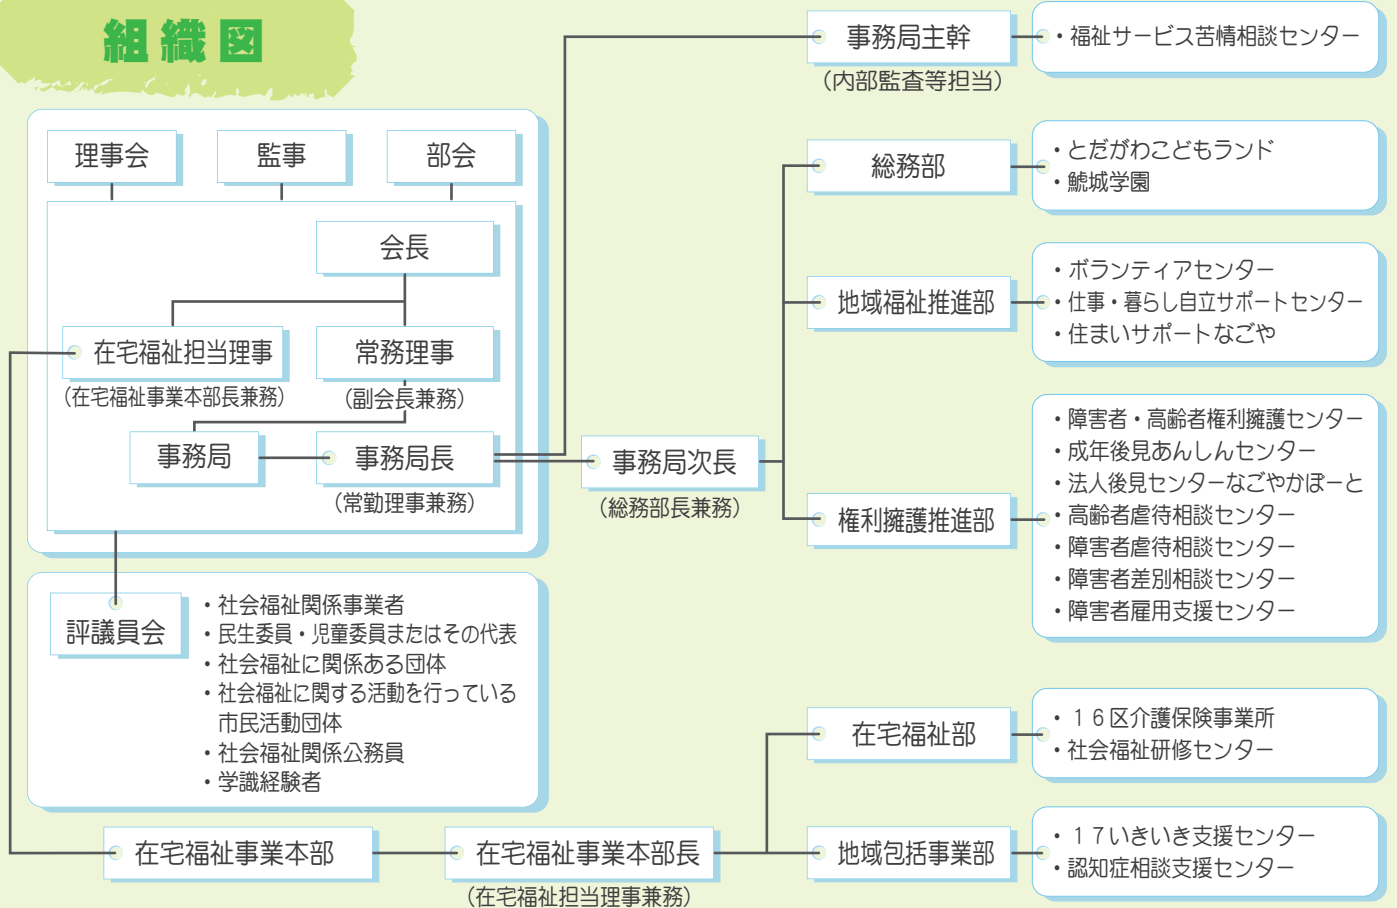 組織図
理事会
監事
部会
会長
在宅福祉担当理事
(在宅福祉事業本部長兼務)
常務理事
(副会長兼務)
事務局
事務局長
(常勤理事兼務)
事務局次長
(総務部長兼務)
事務局主幹
(内部監査等担当)
・福祉サービス苦情相談センター
総務部
・とだがわこどもランド
・鯱城学園
地域福祉推進部
・ボランティアセンター
・仕事・暮らし自立サポートセンター
・住まいサポートなごや
権利擁護推進部
・障害者・高齢者権利擁護センター
・成年後見あんしんセンター
・法人後見センターなごやかぽーと
・高齢者虐待相談センター
・障害者虐待相談センター
・障害者差別相談センター
・障害者雇用支援センター
評議員会
・社会福祉関係事業者
・民生委員・児童委員またはその代表
・社会福祉に関係ある団体
・社会福祉に関する活動を行っている
市民活動団体
・社会福祉関係公務員
・学識経験者
在宅福祉事業本部
在宅福祉事業本部長
(在宅福祉担当理事兼務)
在宅福祉部
・16区介護保険事業所
・社会福祉研修センター
地域包括事業部
・17いきいき支援センター
・認知症相談支援センター